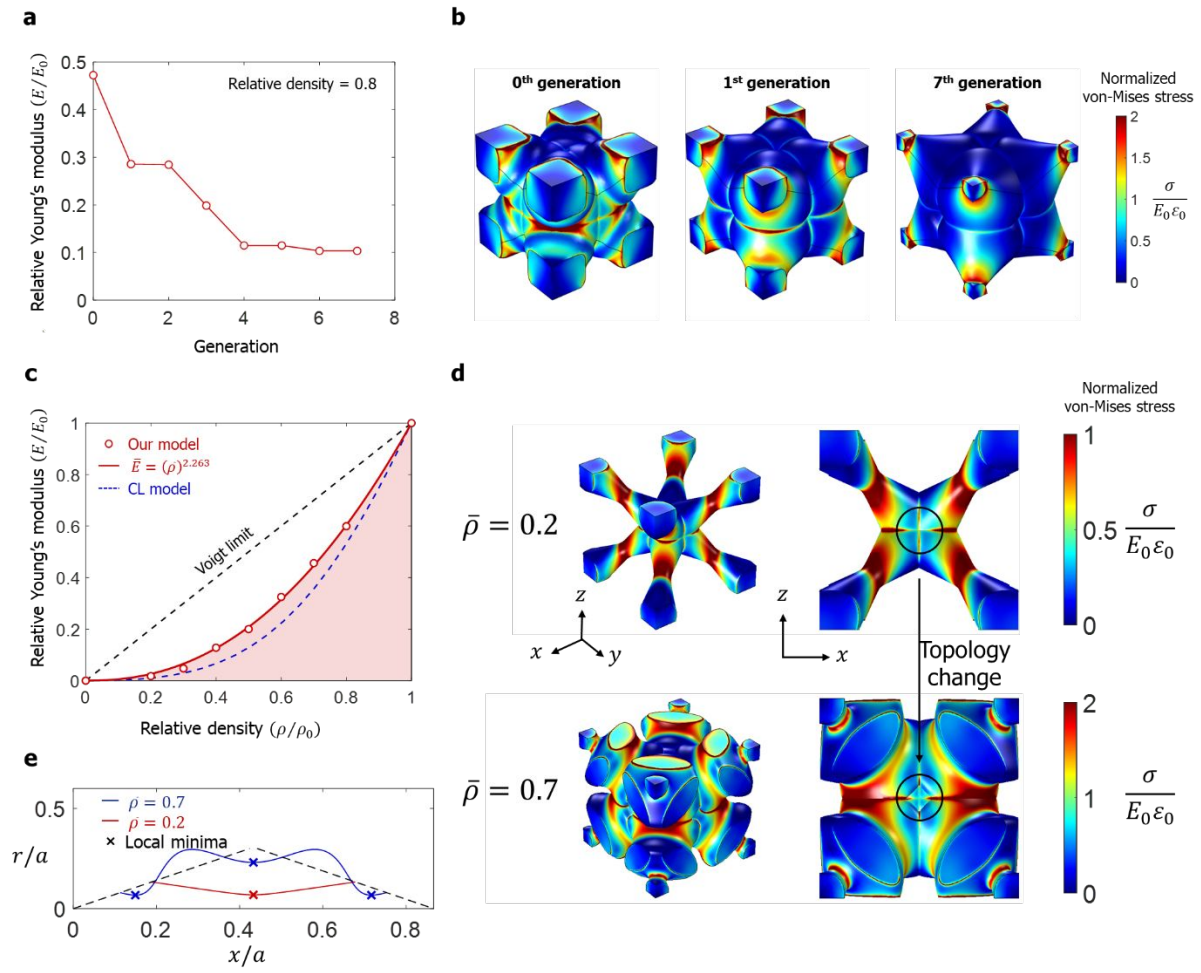 a
Relative Young's modulus (E/E₀)
0.5
0.4
0.3
0.2
0.1
0
Relative density = 0.8
0 2 4 6 8
Generation
b
0th generation
1st generation
7th generation
Normalized
von-Mises stress
2
1.5
1
0.5
0
σ
E₀ε₀
c
Relative Young's modulus (E/E₀)
1
0.8
0.6
0.4
0.2
0
Our model
Ē = (ρ)^2.263
CL model
Voigt limit
0 0.2 0.4 0.6 0.8 1
Relative density (ρ/ρ₀)
d
Normalized
von-Mises stress
ρ̄ = 0.2
1
0.5
0
σ
E₀ε₀
z
x
y
z
x
Topology
change
ρ̄ = 0.7
2
1
0
σ
E₀ε₀
e
r/a
0.6
0
ρ̄ = 0.7
ρ̄ = 0.2
× Local minima
0 0.2 0.4 0.6 0.8
x/a